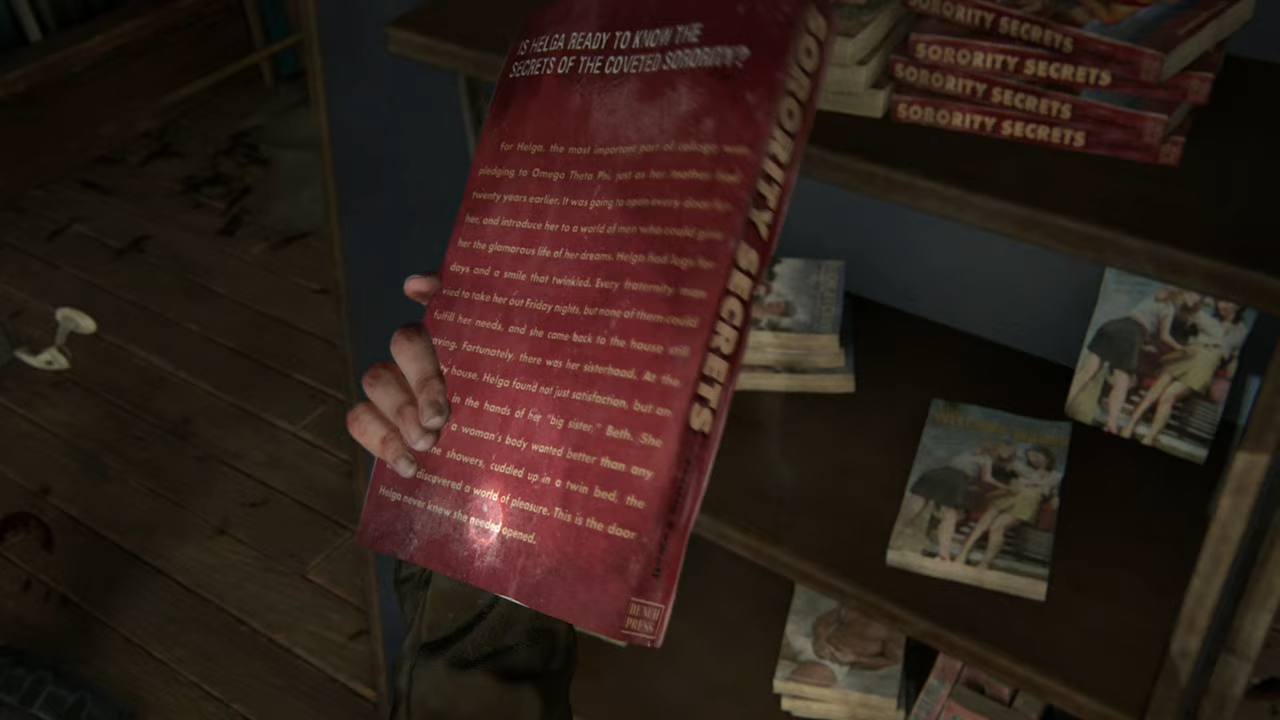 IS HELGA READY TO KNOW THE
SECRETS OF THE COVETED SORORITY?
For Helga, the most important part of college was
pledging to Omega Theta Phi, just as her mother had
twenty years earlier. It was going to open every door for
her, and introduce her to a world of men who could give
her the glamorous life of her dreams. Helga had legs for
days and a smile that twinkled. Every fraternity man
vied to take her out Friday nights, but none of them could
fulfill her needs, and she came back to the house still
aving. Fortunately, there was her sisterhood. At the
ty house, Helga found not just satisfaction, but an
in the hands of her "big sister," Beth. She
a woman's body wanted better than any
he showers, cuddled up in a twin bed, the
discovered a world of pleasure. This is the door
Helga never knew she needed opened.
SORORITY SECRETS
BENCH
PRESS
SORORITY SECRETS
SORORITY SECRETS
SORORITY SECRETS
SORORITY SECRETS